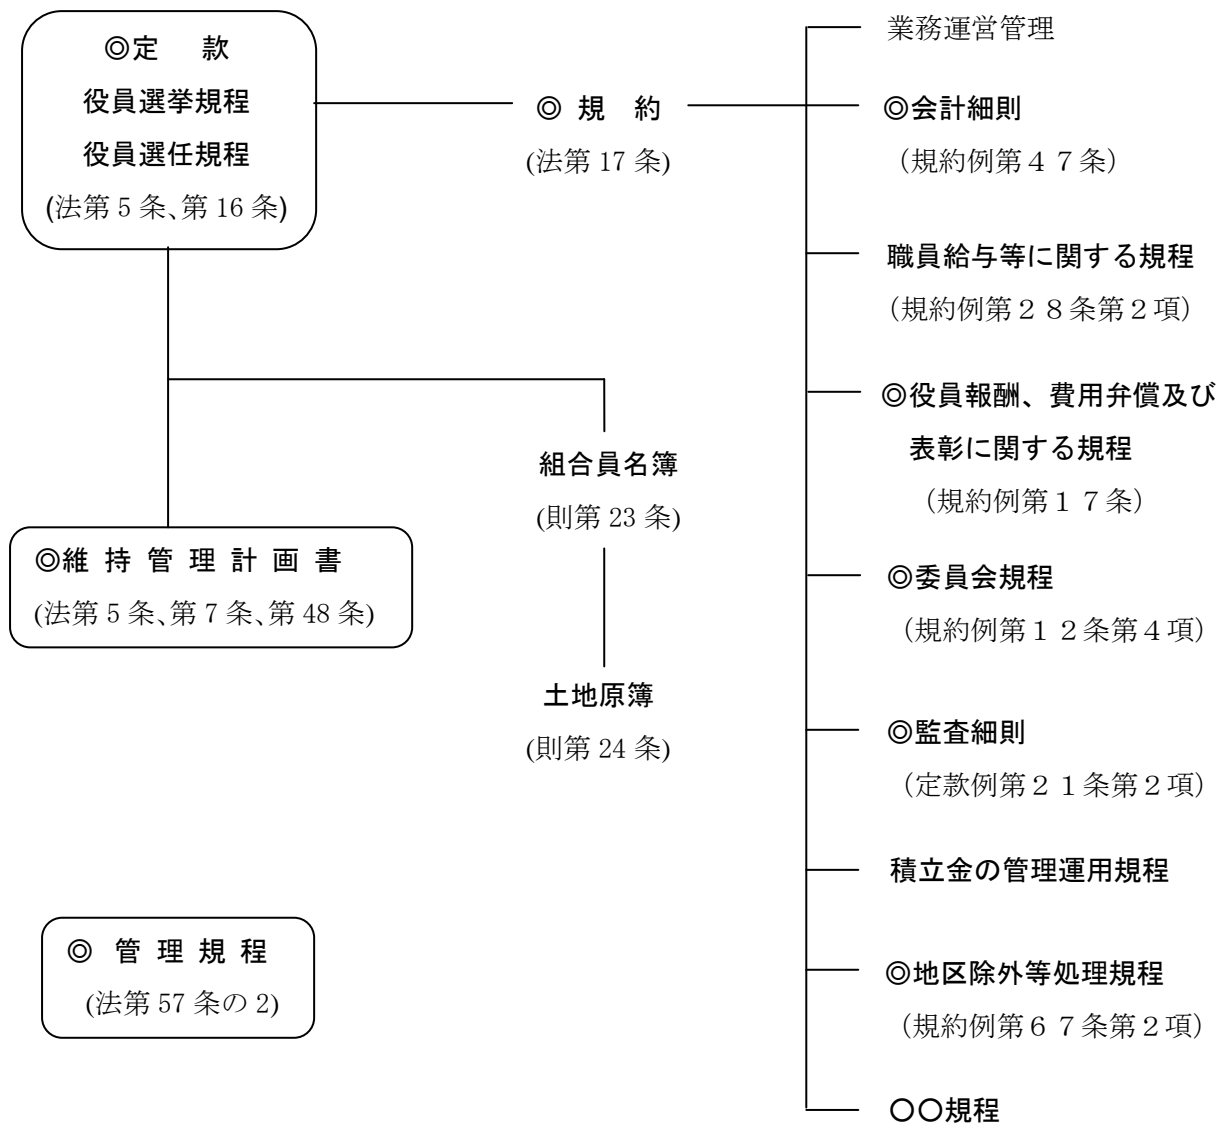 ◎定　款
役員選挙規程
役員選任規程
(法第 5 条、第 16 条)
◎ 規　約
(法第 17 条)
組合員名簿
(則第 23 条)
土地原簿
(則第 24 条)
◎維 持 管 理 計 画 書
(法第 5 条、第 7 条、第 48 条)
◎ 管 理 規 程
(法第 57 条の 2)
業務運営管理
◎会計細則
（規約例第４７条）
職員給与等に関する規程
（規約例第２８条第２項）
◎役員報酬、費用弁償及び
表彰に関する規程
（規約例第１７条）
◎委員会規程
（規約例第１２条第４項）
◎監査細則
（定款例第２１条第２項）
積立金の管理運用規程
◎地区除外等処理規程
（規約例第６７条第２項）
〇〇規程